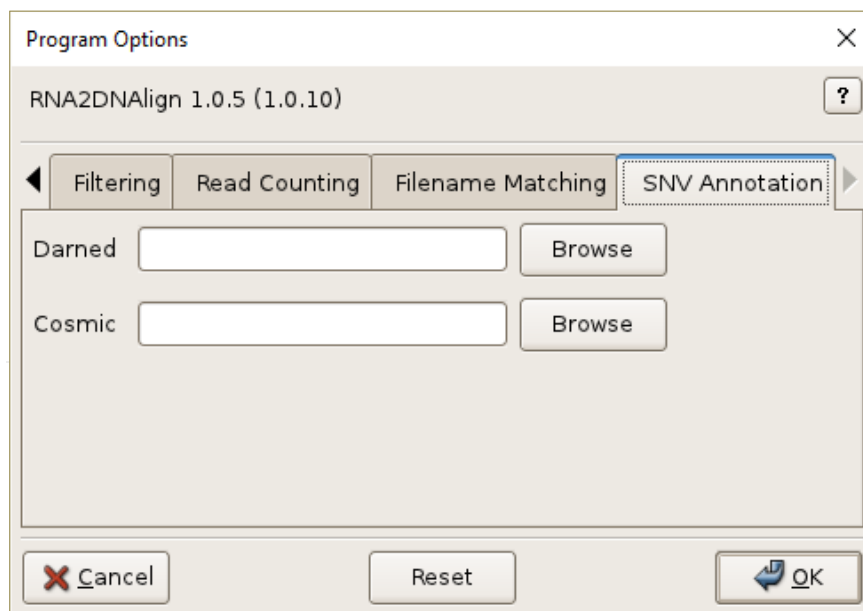 Program Options
RNA2DNAlign 1.0.5 (1.0.10)
?
Filtering Read Counting Filename Matching SNV Annotation
Darned Browse
Cosmic Browse
Cancel Reset OK